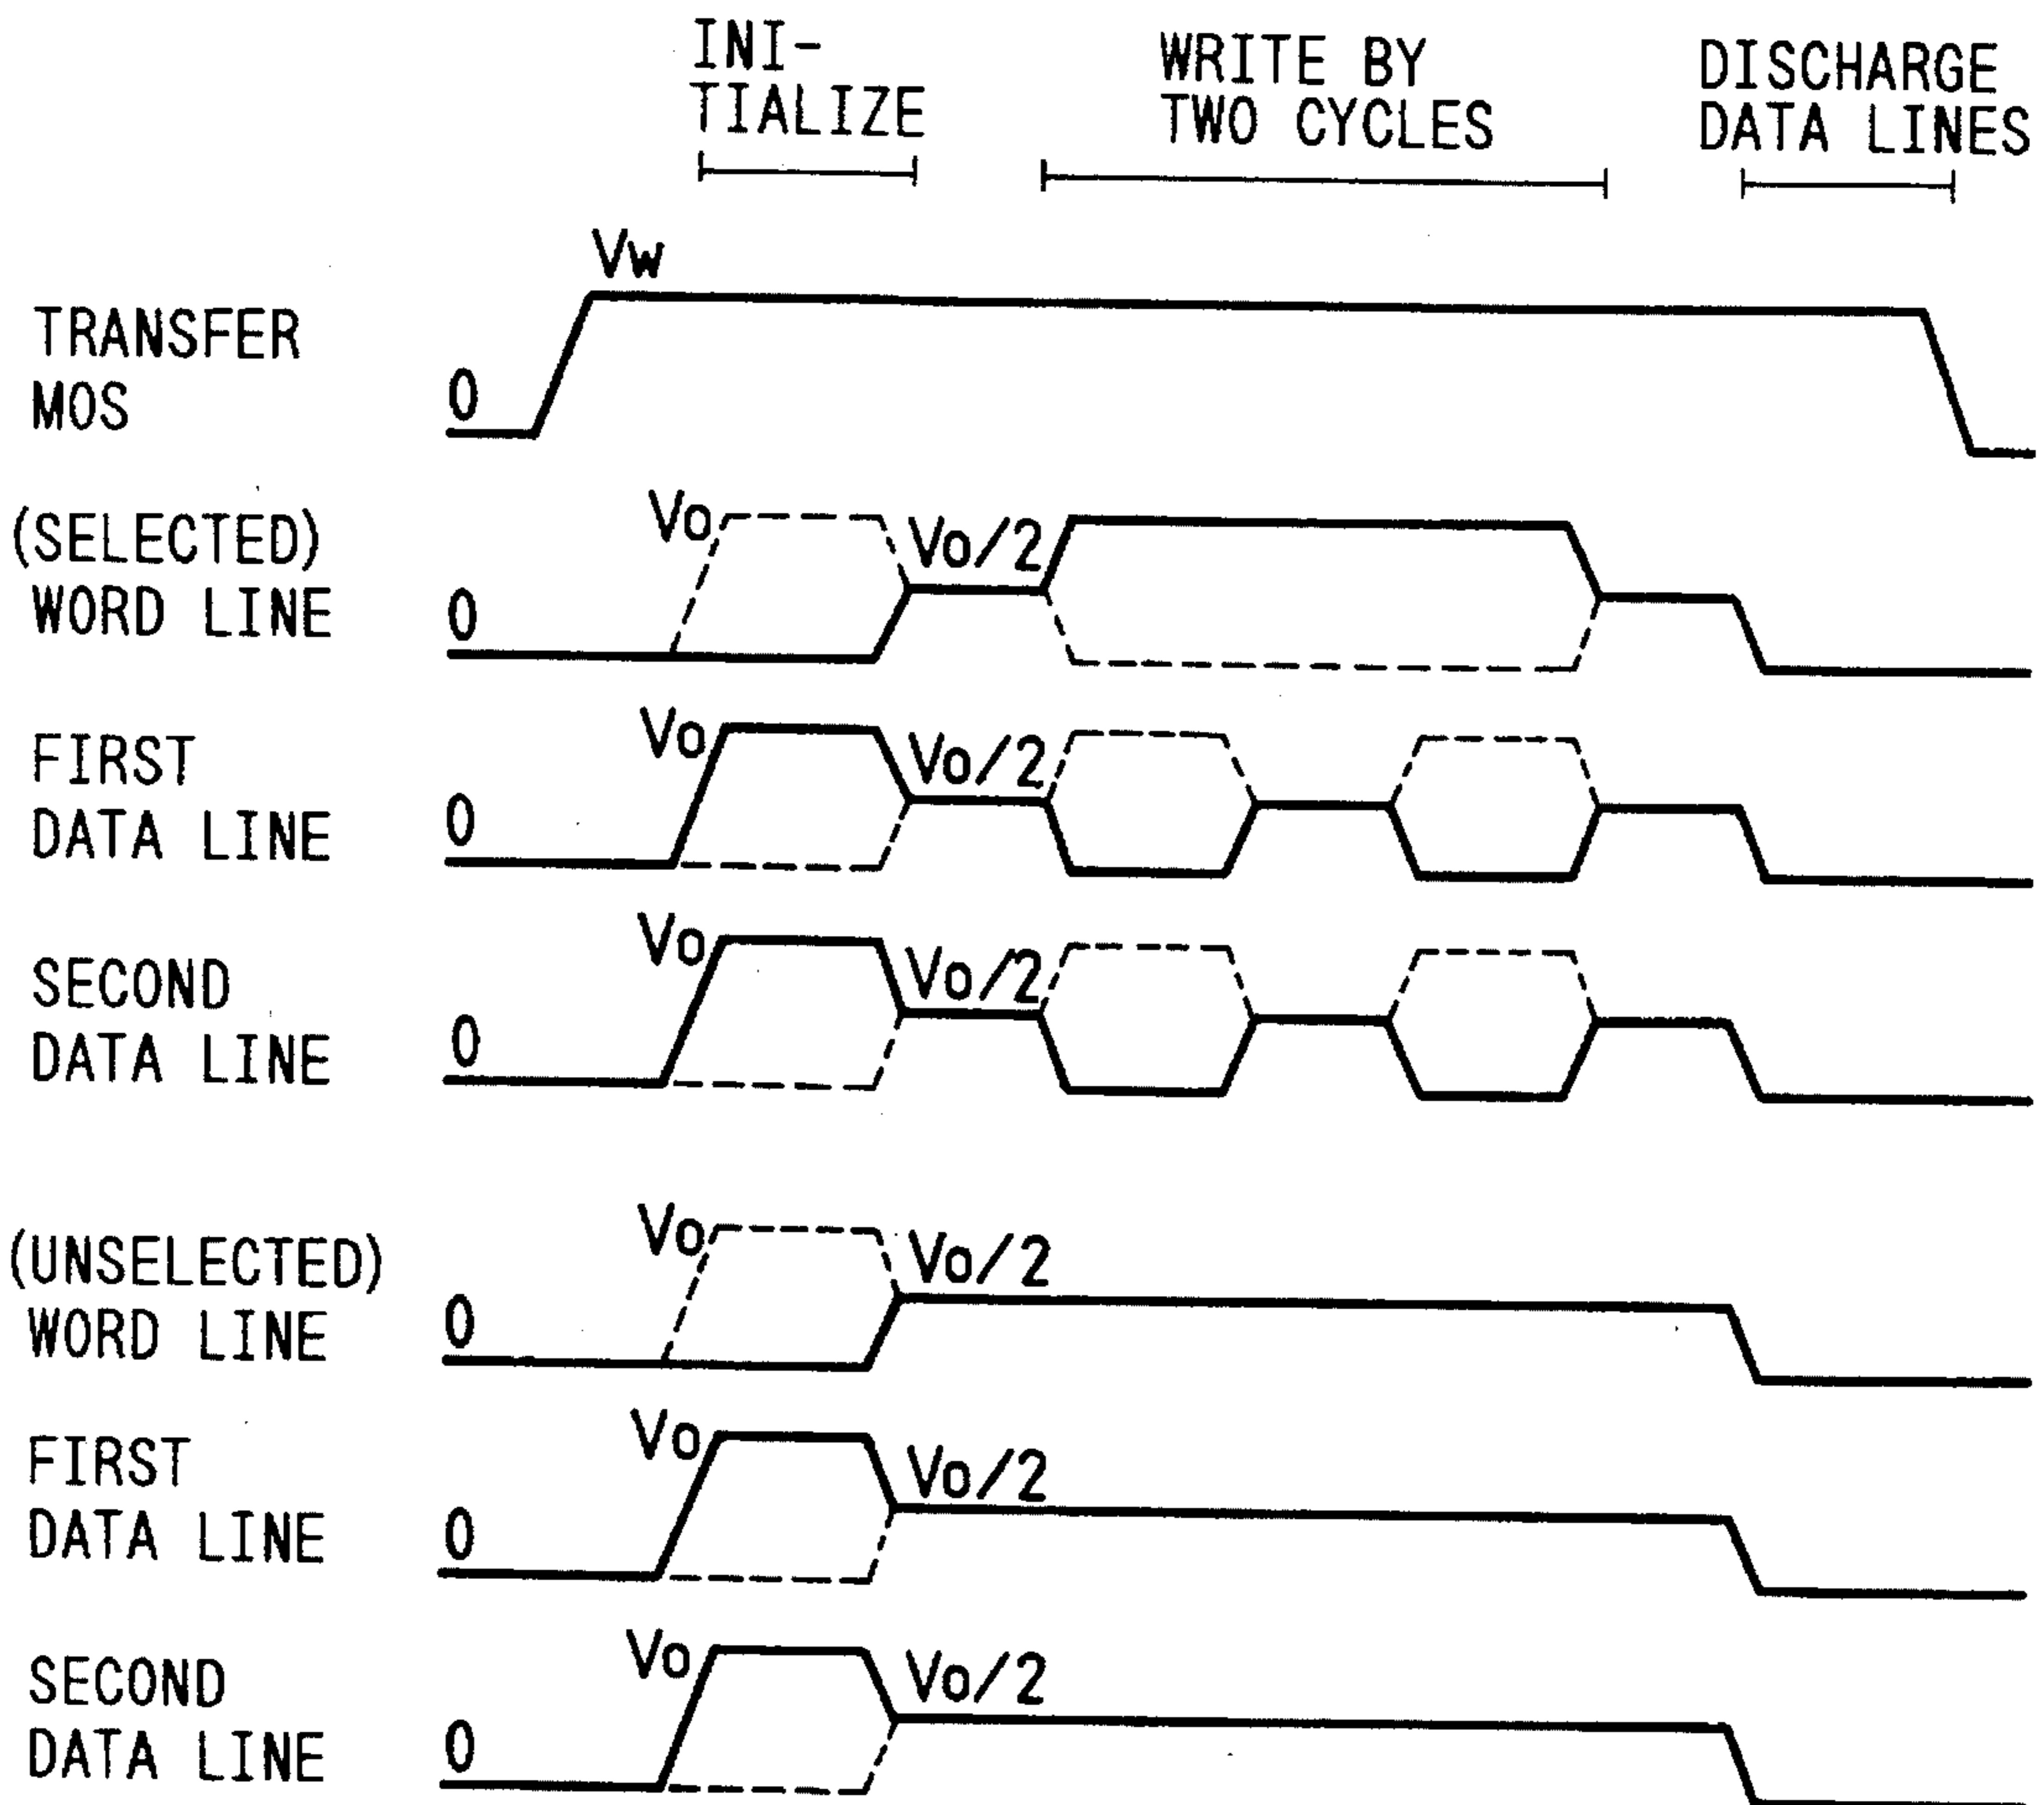 INI-
TIALIZE
WRITE BY
TWO CYCLES
DISCHARGE
DATA LINES
Vw
TRANSFER
MOS
0
(SELECTED)
WORD LINE
Vo
Vo/2
0
FIRST
DATA LINE
Vo
Vo/2
0
SECOND
DATA LINE
Vo
Vo/2
0
(UNSELECTED)
WORD LINE
Vo
Vo/2
0
FIRST
DATA LINE
Vo
Vo/2
0
SECOND
DATA LINE
Vo
Vo/2
0